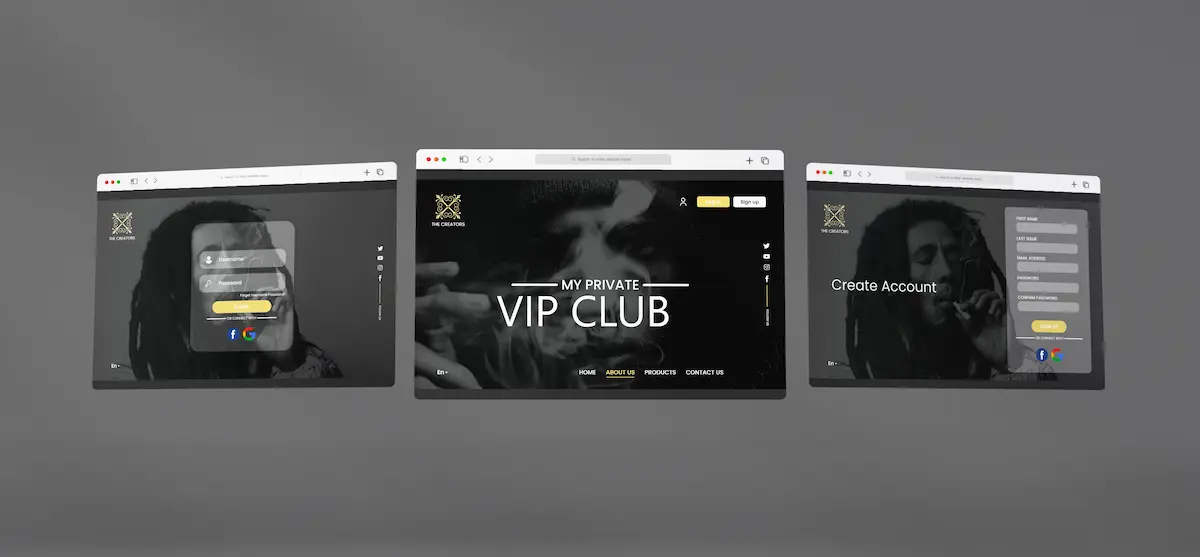 THE CREATORS
Username
Password
OR CONNECT WITH
En
THE CREATORS
Sign up
MY PRIVATE
VIP CLUB
En
HOME ABOUT US PRODUCTS CONTACT US
THE CREATORS
Create Account
En
FIRST NAME
LAST NAME
EMAIL ADDRESS
PASSWORD
CONFIRM PASSWORD
SIGN UP
OR CONNECT WITH